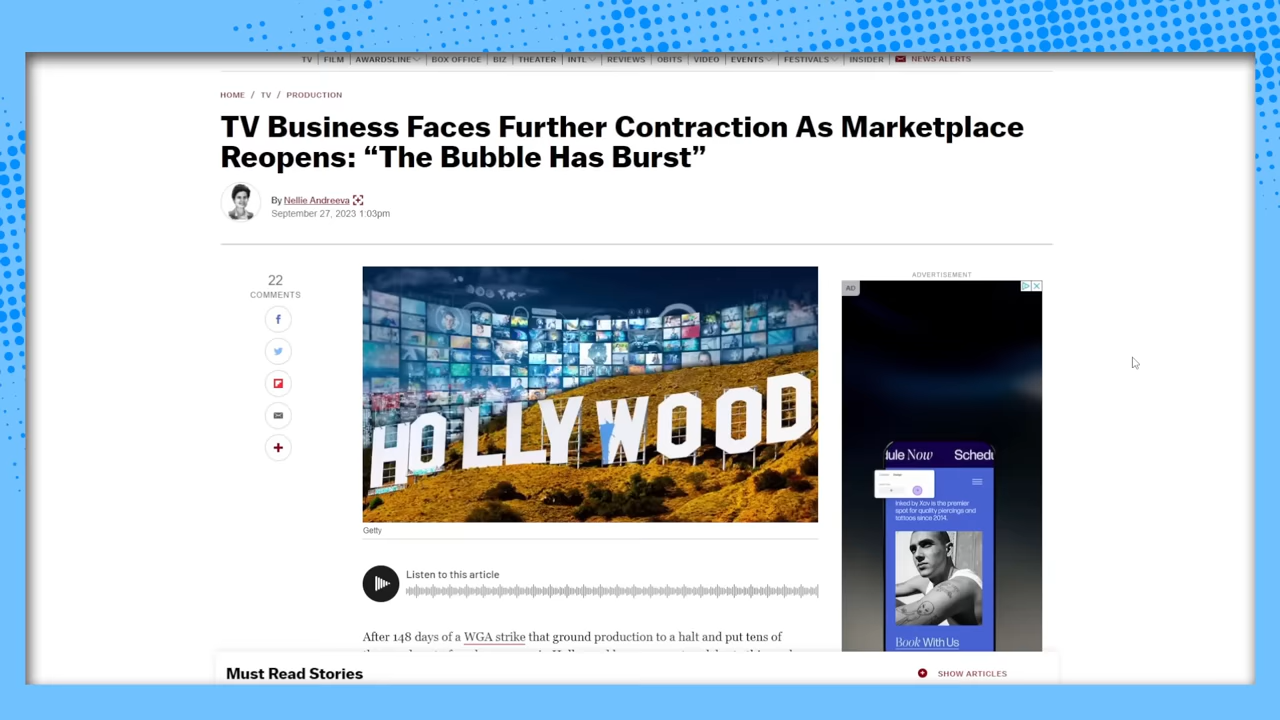 TV | FILM | AWARDSLINE | BOX OFFICE | BIZ | THEATER | INTL | REVIEWS | OBITS | VIDEO | EVENTS | FESTIVALS | INSIDER | NEWS ALERTS
HOME / TV / PRODUCTION
TV Business Faces Further Contraction As Marketplace
Reopens: “The Bubble Has Burst”
By Nellie Andreeva
September 27, 2023 1:03pm
22
COMMENTS
HOLLYWOOD
Getty
Listen to this article
After 148 days of a WGA strike that ground production to a halt and put tens of
ADVERTISEMENT
AD
dule Now Schedu
Inked by Xov is the premier
spot for quality piercings and
tattoos since 2014.
Book With Us
Must Read Stories
SHOW ARTICLES